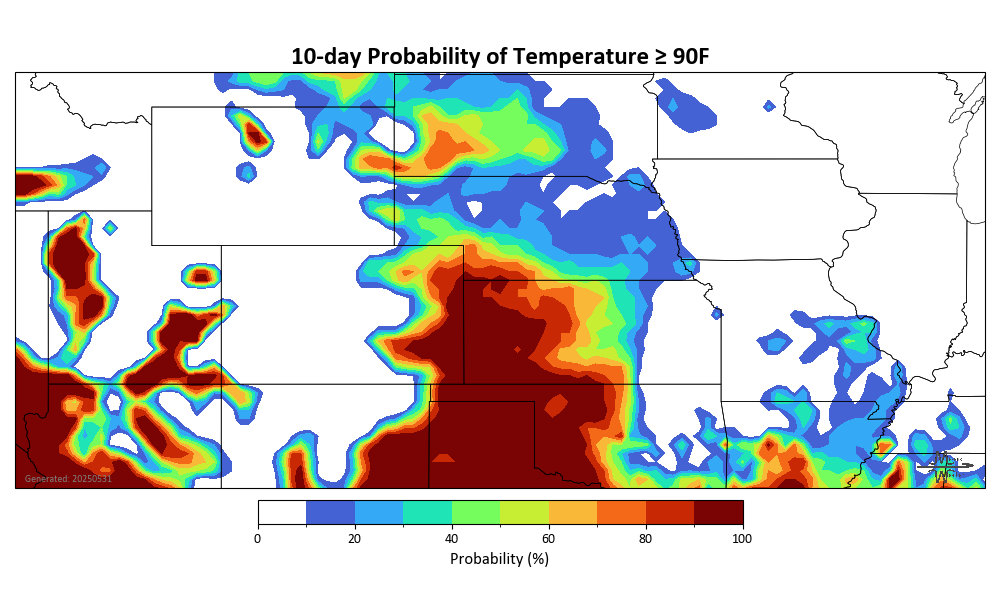 10-day Probability of Temperature ≥ 90F
Generated: 20250531
0 20 40 60 80 100
Probability (%)